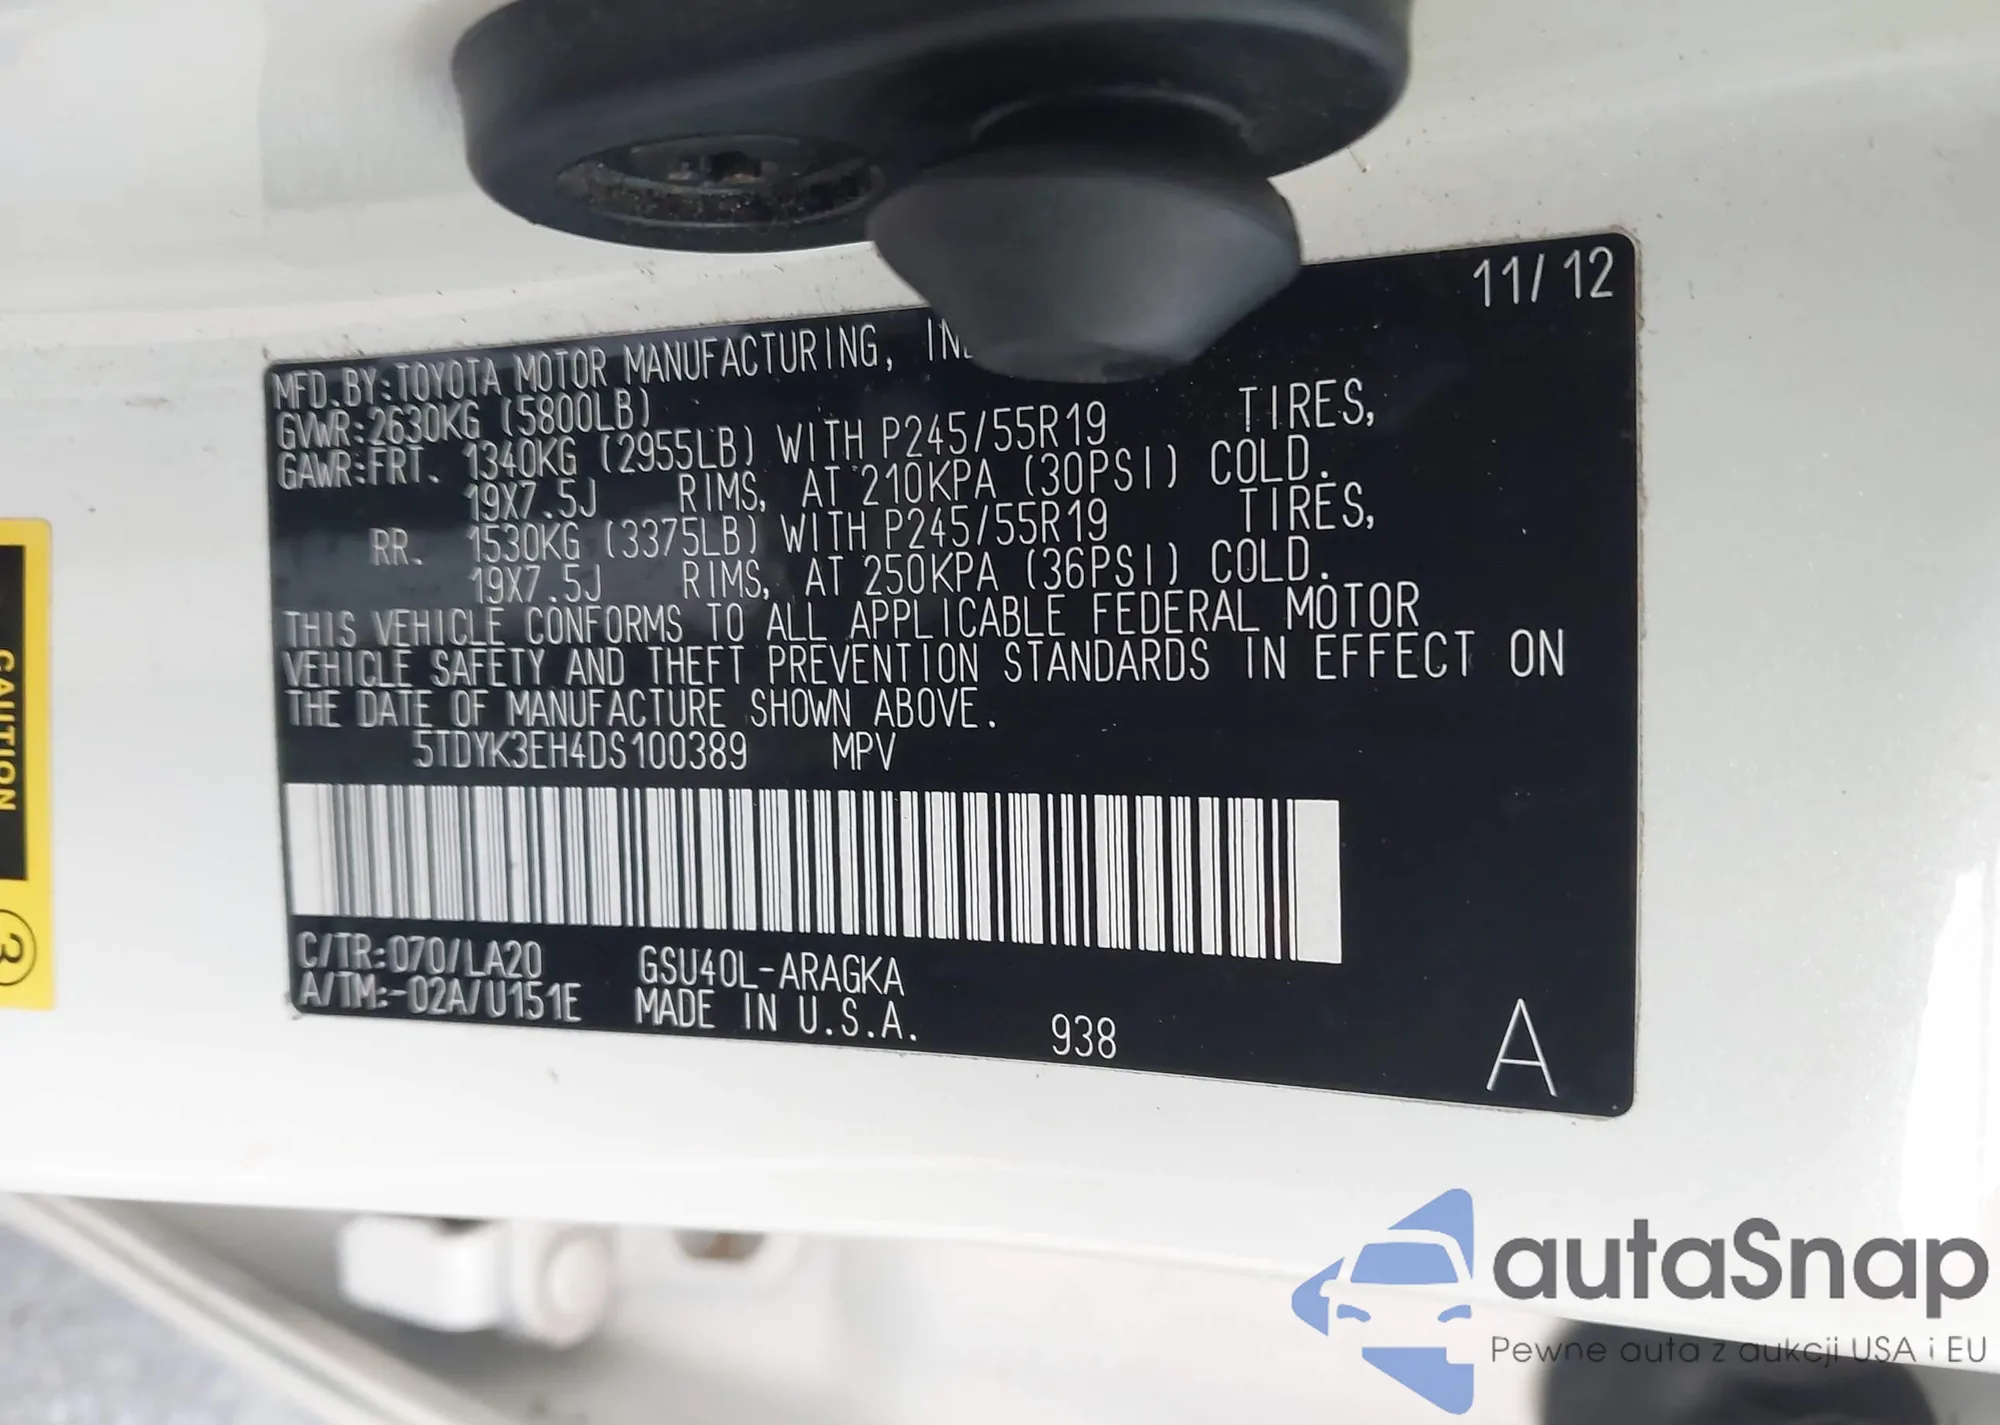 11/12
MFD.BY:TOYOTA MOTOR MANUFACTURING,
GVWR:2630KG (5800LB)
GAWR:FRT. 1340KG (2955LB) WITH P245/55R19 TIRES,
19X7.5J RIMS, AT 210KPA (30PSI) COLD.
RR. 1530KG (3375LB) WITH P245/55R19 TIRES,
19X7.5J RIMS, AT 250KPA (36PSI) COLD.
THIS VEHICLE CONFORMS TO ALL APPLICABLE FEDERAL MOTOR
VEHICLE SAFETY AND THEFT PREVENTION STANDARDS IN EFFECT ON
THE DATE OF MANUFACTURE SHOWN ABOVE.
5TDYK3EH4DS100389 MPV
C/TR:070/LA20 GSU40L-ARAGKA
A/TM:-02A/U151E MADE IN U.S.A. 938
A
CAUTION
3
autaSnap
Pewne auta z aukcji USA i EU